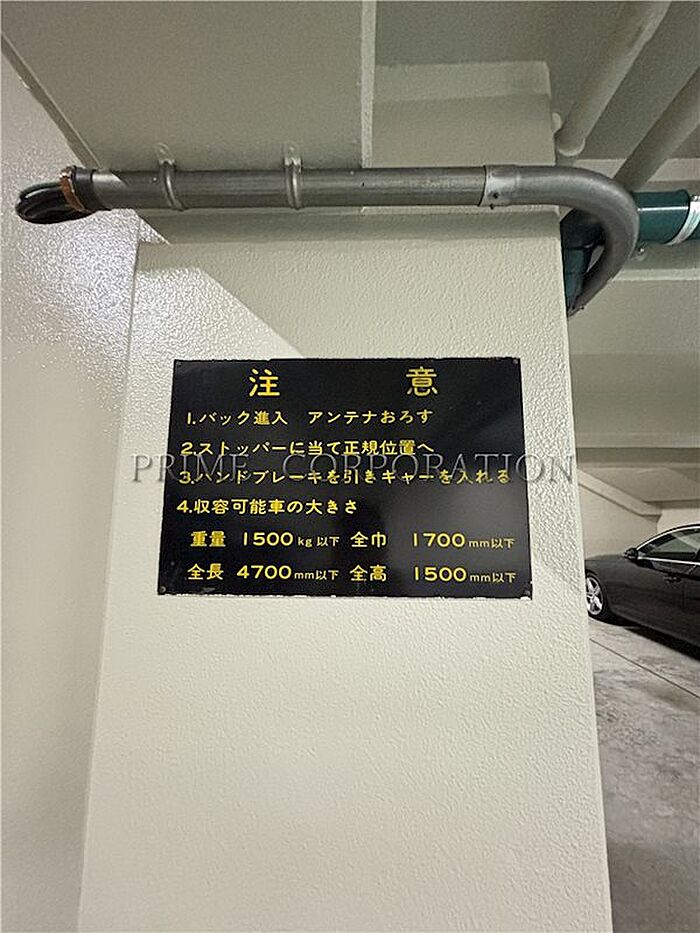 注 意
1.バック進入 アンテナおろす
2.ストッパーに当て正規位置へ
PRIME CORPORATION
3.ハンドブレーキを引きギャーを入れる
4.収容可能車の大きさ
重量 1500kg以下 全巾 1700mm以下
全長 4700mm以下 全高 1500mm以下